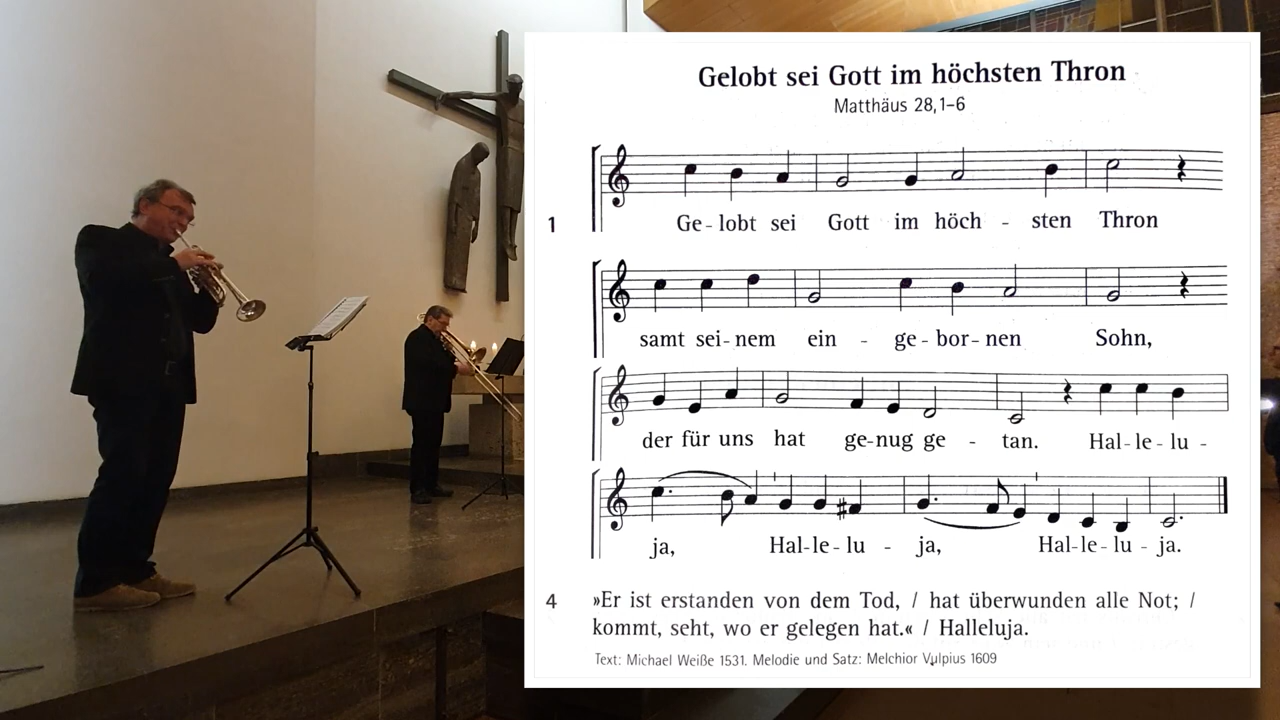 Gelobt sei Gott im höchsten Thron
Matthäus 28,1–6
1
Ge - lobt sei Gott im höch - sten Thron
samt sei - nem ein - ge - bor - nen Sohn,
der für uns hat ge - nug ge - tan. Hal - le - lu -
ja, Hal - le - lu - ja, Hal - le - lu - ja.
4 »Er ist erstanden von dem Tod, / hat überwunden alle Not; /
kommt, seht, wo er gelegen hat.« / Halleluja.
Text: Michael Weiße 1531. Melodie und Satz: Melchior Vulpius 1609